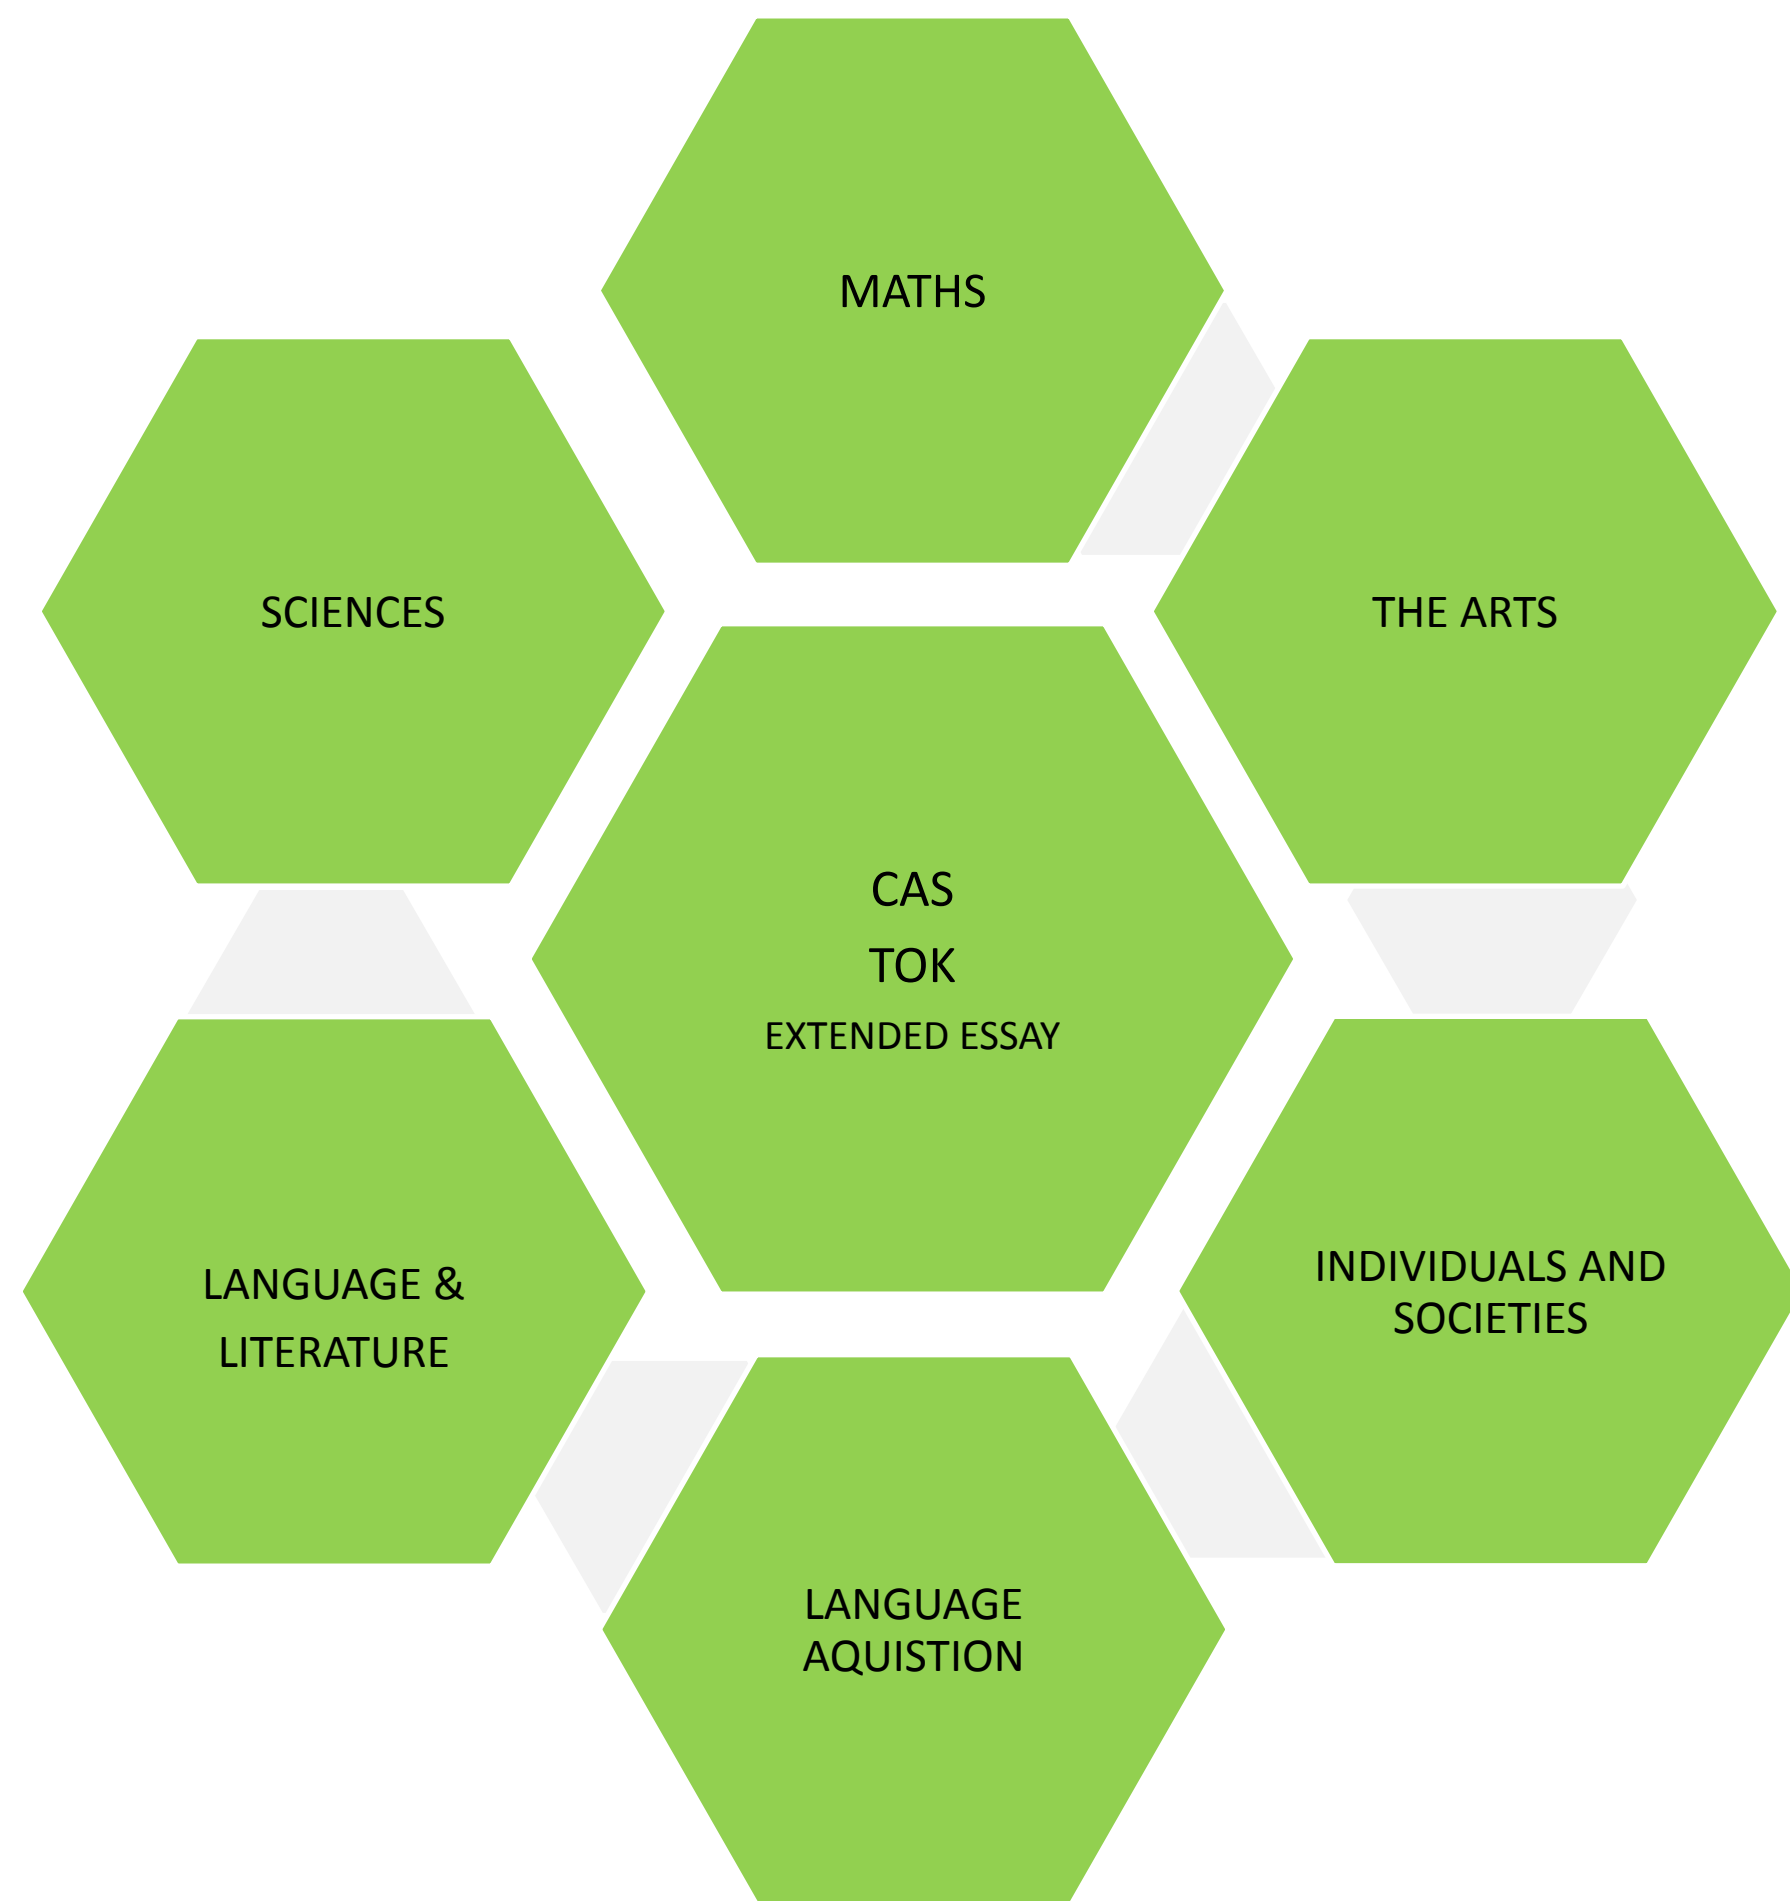 MATHS
SCIENCES
THE ARTS
CAS
TOK
EXTENDED ESSAY
LANGUAGE &
LITERATURE
INDIVIDUALS AND
SOCIETIES
LANGUAGE
AQUISTION